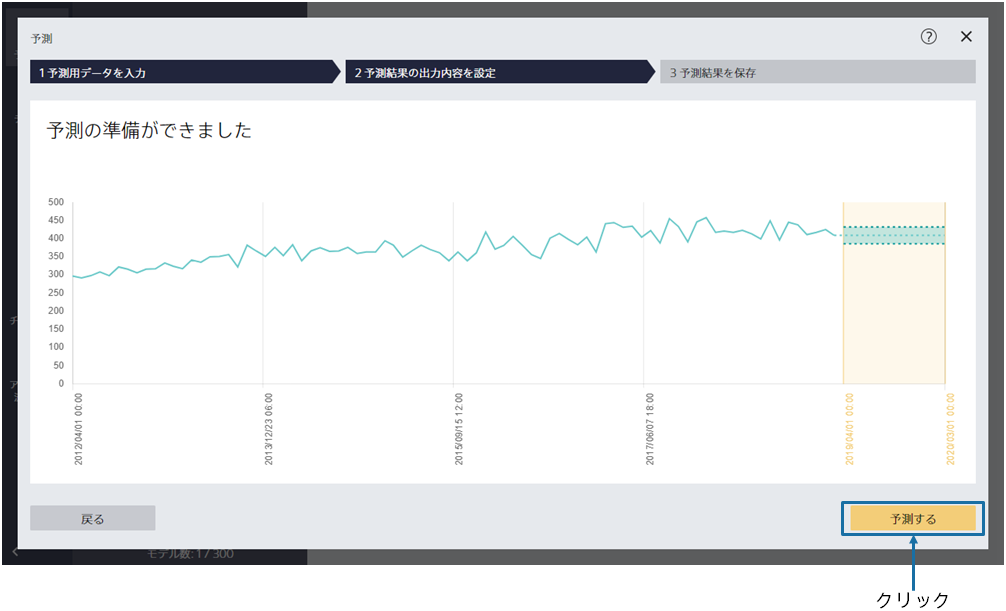 予測
1 予測用データを入力
2 予測結果の出力内容を設定
3 予測結果を保存
予測の準備ができました
500
450
400
350
300
250
200
150
100
50
0
2012/04/01 00:00
2013/12/23 06:00
2015/09/15 12:00
2017/06/07 18:00
2019/04/01 00:00
2020/03/01 00:00
戻る
予測する
モデル数: 1 / 300
クリック